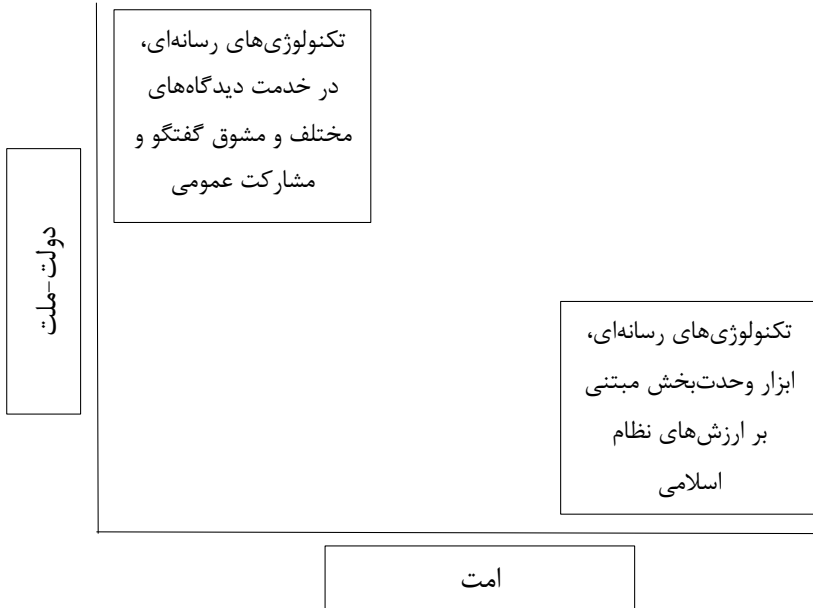 تکنولوژی‌های رسانه‌ای،
در خدمت دیدگاه‌های
مختلف و مشوق گفتگو و
مشارکت عمومی
دولت-ملت
تکنولوژی‌های رسانه‌ای،
ابزار وحدت‌بخش مبتنی
بر ارزش‌های نظام
اسلامی
امت